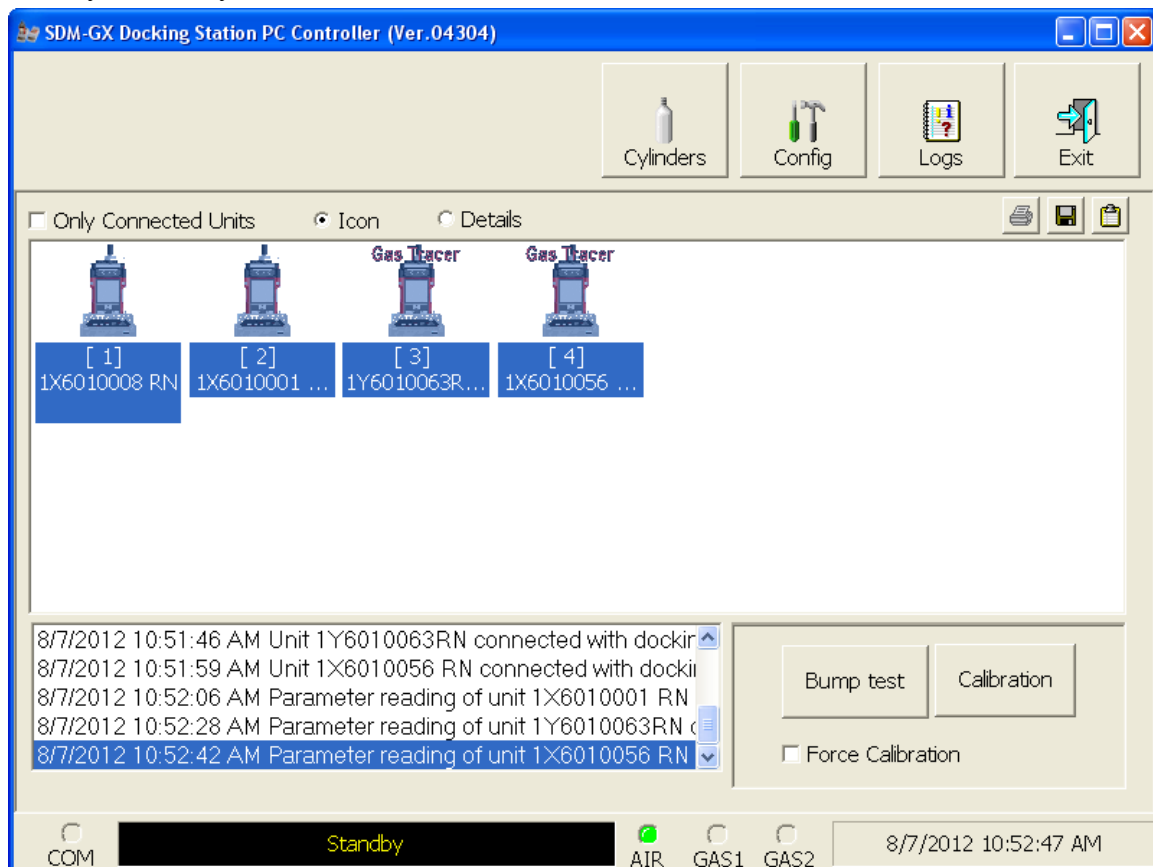 SDM-GX Docking Station PC Controller (Ver.04304)
Cylinders Config Logs Exit
Only Connected Units Icon Details
Gas Tracer Gas Tracer
[ 1] [ 2] [ 3] [ 4]
1X6010008 RN 1X6010001 ... 1Y6010063R... 1X6010056 ...
8/7/2012 10:51:46 AM Unit 1Y6010063RN connected with dockin
8/7/2012 10:51:59 AM Unit 1X6010056 RN connected with docki
8/7/2012 10:52:06 AM Parameter reading of unit 1X6010001 RN
8/7/2012 10:52:28 AM Parameter reading of unit 1Y6010063RN
8/7/2012 10:52:42 AM Parameter reading of unit 1X6010056 RN
Bump test Calibration
Force Calibration
COM Standby AIR GAS1 GAS2 8/7/2012 10:52:47 AM